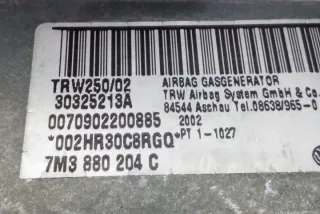 TRW250/02 AIRBAG GASGENERATOR
30325213A TRW Airbag System GmbH & Co.
84544 Aschau Tel. 08638/965-0
0070902200885 2002
*002HR30C8RGQ* PT 1-1027
7M3 880 204 C